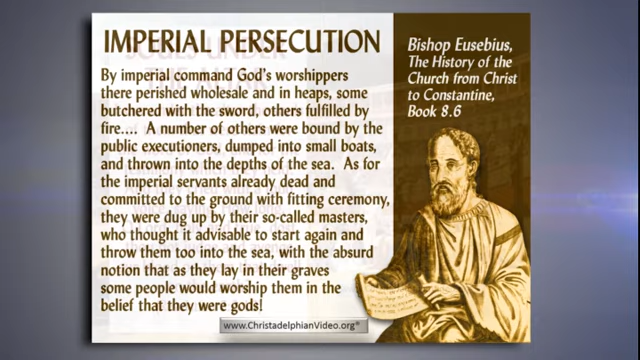 IMPERIAL PERSECUTION
By imperial command God's worshippers
there perished wholesale and in heaps, some
butchered with the sword, others fulfilled by
fire.... A number of others were bound by the
public executioners, dumped into small boats,
and thrown into the depths of the sea. As for
the imperial servants already dead and
committed to the ground with fitting ceremony,
they were dug up by their so-called masters,
who thought it advisable to start again and
throw them too into the sea, with the absurd
notion that as they lay in their graves
some people would worship them in the
belief that they were gods!
www.ChristadelphianVideo.org®
Bishop Eusebius,
The History of the
Church from Christ
to Constantine,
Book 8.6